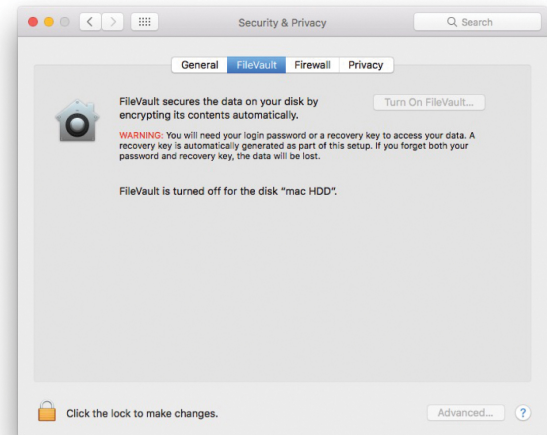 Security & Privacy
Search
General FileVault Firewall Privacy
FileVault secures the data on your disk by
encrypting its contents automatically.
Turn On FileVault...
WARNING: You will need your login password or a recovery key to access your data. A
recovery key is automatically generated as part of this setup. If you forget both your
password and recovery key, the data will be lost.
FileVault is turned off for the disk “mac HDD”.
Click the lock to make changes.
Advanced...
?